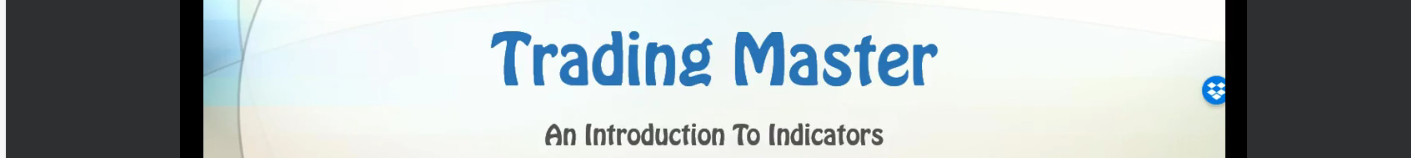 Trading Master
An Introduction To Indicators